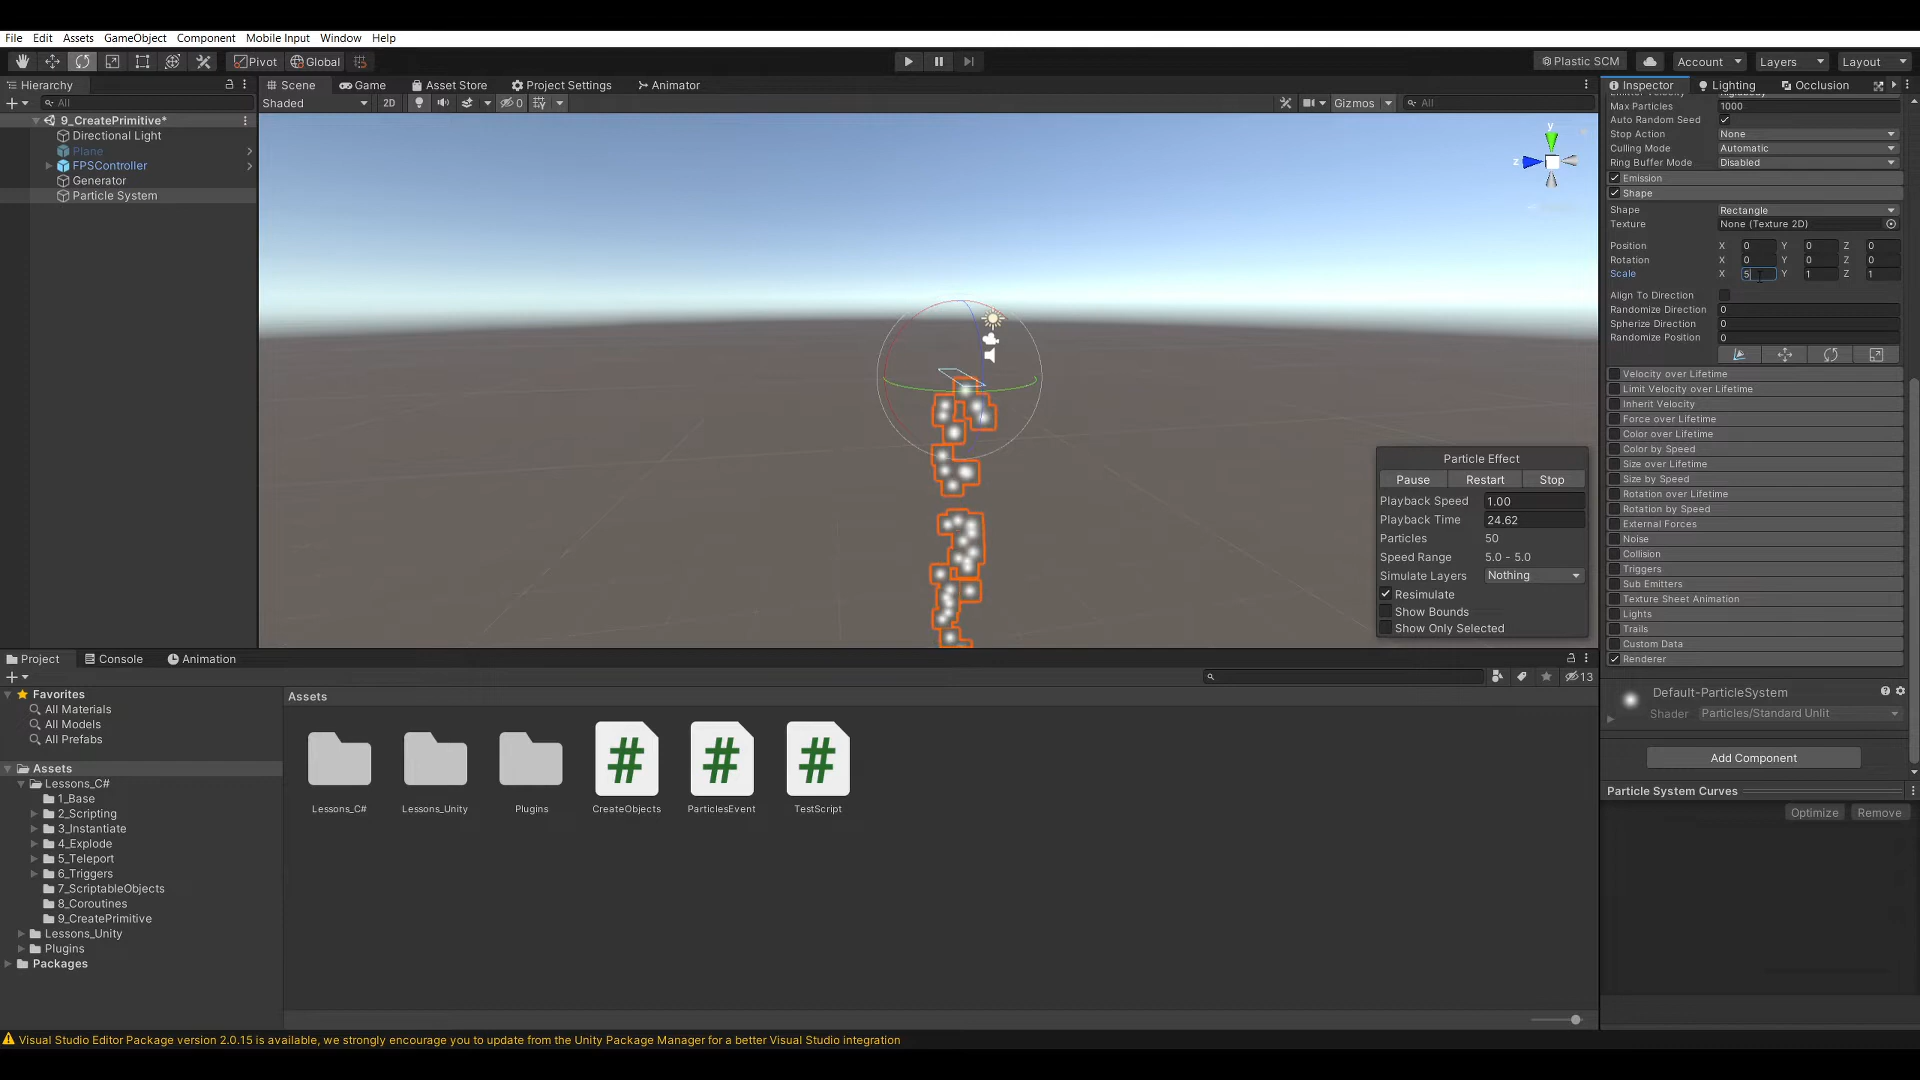 File Edit Assets GameObject Component Mobile Input Window Help
Pivot Global Plastic SCM Account Layers Layout
Hierarchy
All
9_CreatePrimitive*
Directional Light
Plane
FPSController
Generator
Particle System
Scene Game Asset Store Project Settings Animator
Shaded 2D 0 Gizmos All
y
z
Particle Effect
Pause Restart Stop
Playback Speed 1.00
Playback Time 24.62
Particles 50
Speed Range 5.0 - 5.0
Simulate Layers Nothing
Resimulate
Show Bounds
Show Only Selected
Inspector Lighting Occlusion
Max Particles 1000
Auto Random Seed
Stop Action None
Culling Mode Automatic
Ring Buffer Mode Disabled
Emission
Shape
Shape Rectangle
Texture None (Texture 2D)
Position X 0 Y 0 Z 0
Rotation X 0 Y 0 Z 0
Scale X 5 Y 1 Z 1
Align To Direction
Randomize Direction 0
Spherize Direction 0
Randomize Position 0
Velocity over Lifetime
Limit Velocity over Lifetime
Inherit Velocity
Force over Lifetime
Color over Lifetime
Color by Speed
Size over Lifetime
Size by Speed
Rotation over Lifetime
Rotation by Speed
External Forces
Noise
Collision
Triggers
Sub Emitters
Texture Sheet Animation
Lights
Trails
Custom Data
Renderer
Default-ParticleSystem
Shader Particles/Standard Unlit
Add Component
Particle System Curves
Optimize Remove
Project Console Animation
13
Favorites
All Materials
All Models
All Prefabs
Assets
Lessons_C#
1_Base
2_Scripting
3_Instantiate
4_Explode
5_Teleport
6_Triggers
7_ScriptableObjects
8_Coroutines
9_CreatePrimitive
Lessons_Unity
Plugins
Packages
Assets
Lessons_C# Lessons_Unity Plugins CreateObjects ParticlesEvent TestScript
Visual Studio Editor Package version 2.0.15 is available, we strongly encourage you to update from the Unity Package Manager for a better Visual Studio integration